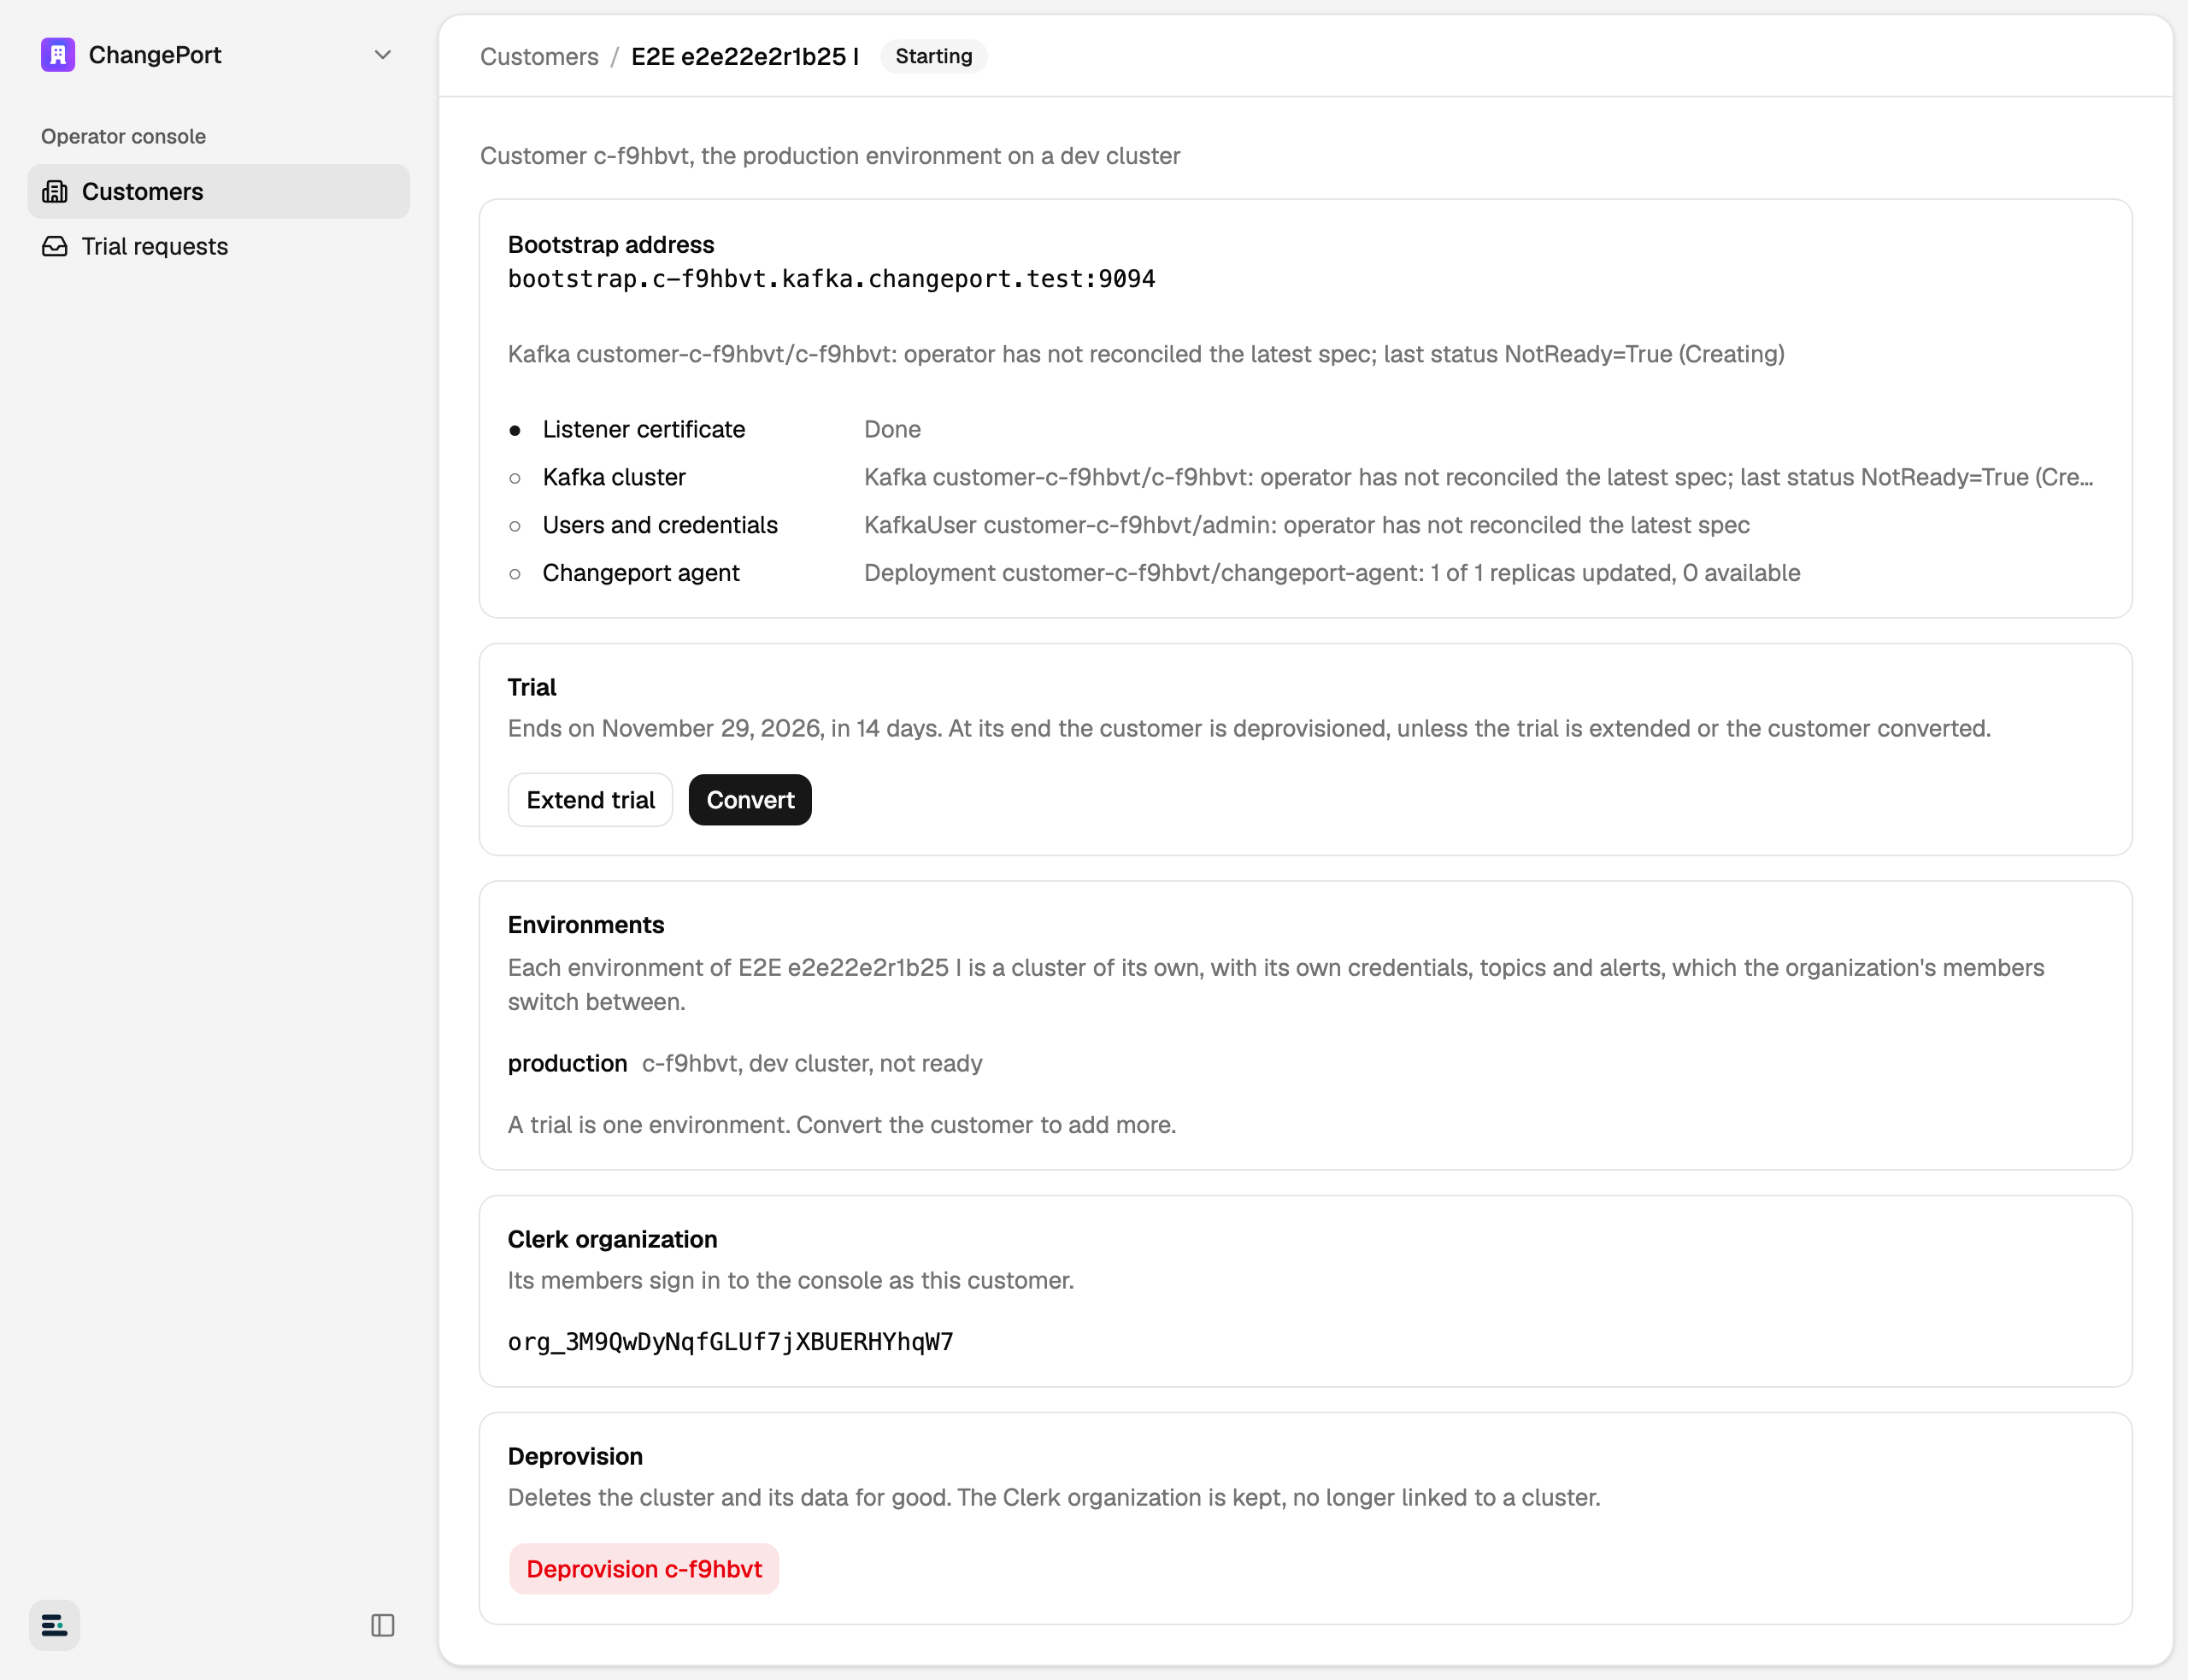 ChangePort
Operator console
Customers
Trial requests
Customers / E2E e2e22e2r1b25 l Starting
Customer c-f9hbvt, the production environment on a dev cluster
Bootstrap address
bootstrap.c-f9hbvt.kafka.changeport.test:9094
Kafka customer-c-f9hbvt/c-f9hbvt: operator has not reconciled the latest spec; last status NotReady=True (Creating)
Listener certificate Done
Kafka cluster Kafka customer-c-f9hbvt/c-f9hbvt: operator has not reconciled the latest spec; last status NotReady=True (Cre...
Users and credentials KafkaUser customer-c-f9hbvt/admin: operator has not reconciled the latest spec
Changeport agent Deployment customer-c-f9hbvt/changeport-agent: 1 of 1 replicas updated, 0 available
Trial
Ends on November 29, 2026, in 14 days. At its end the customer is deprovisioned, unless the trial is extended or the customer converted.
Extend trial Convert
Environments
Each environment of E2E e2e22e2r1b25 l is a cluster of its own, with its own credentials, topics and alerts, which the organization's members
switch between.
production c-f9hbvt, dev cluster, not ready
A trial is one environment. Convert the customer to add more.
Clerk organization
Its members sign in to the console as this customer.
org_3M9QwDyNqfGLUf7jXBUERHYhqW7
Deprovision
Deletes the cluster and its data for good. The Clerk organization is kept, no longer linked to a cluster.
Deprovision c-f9hbvt